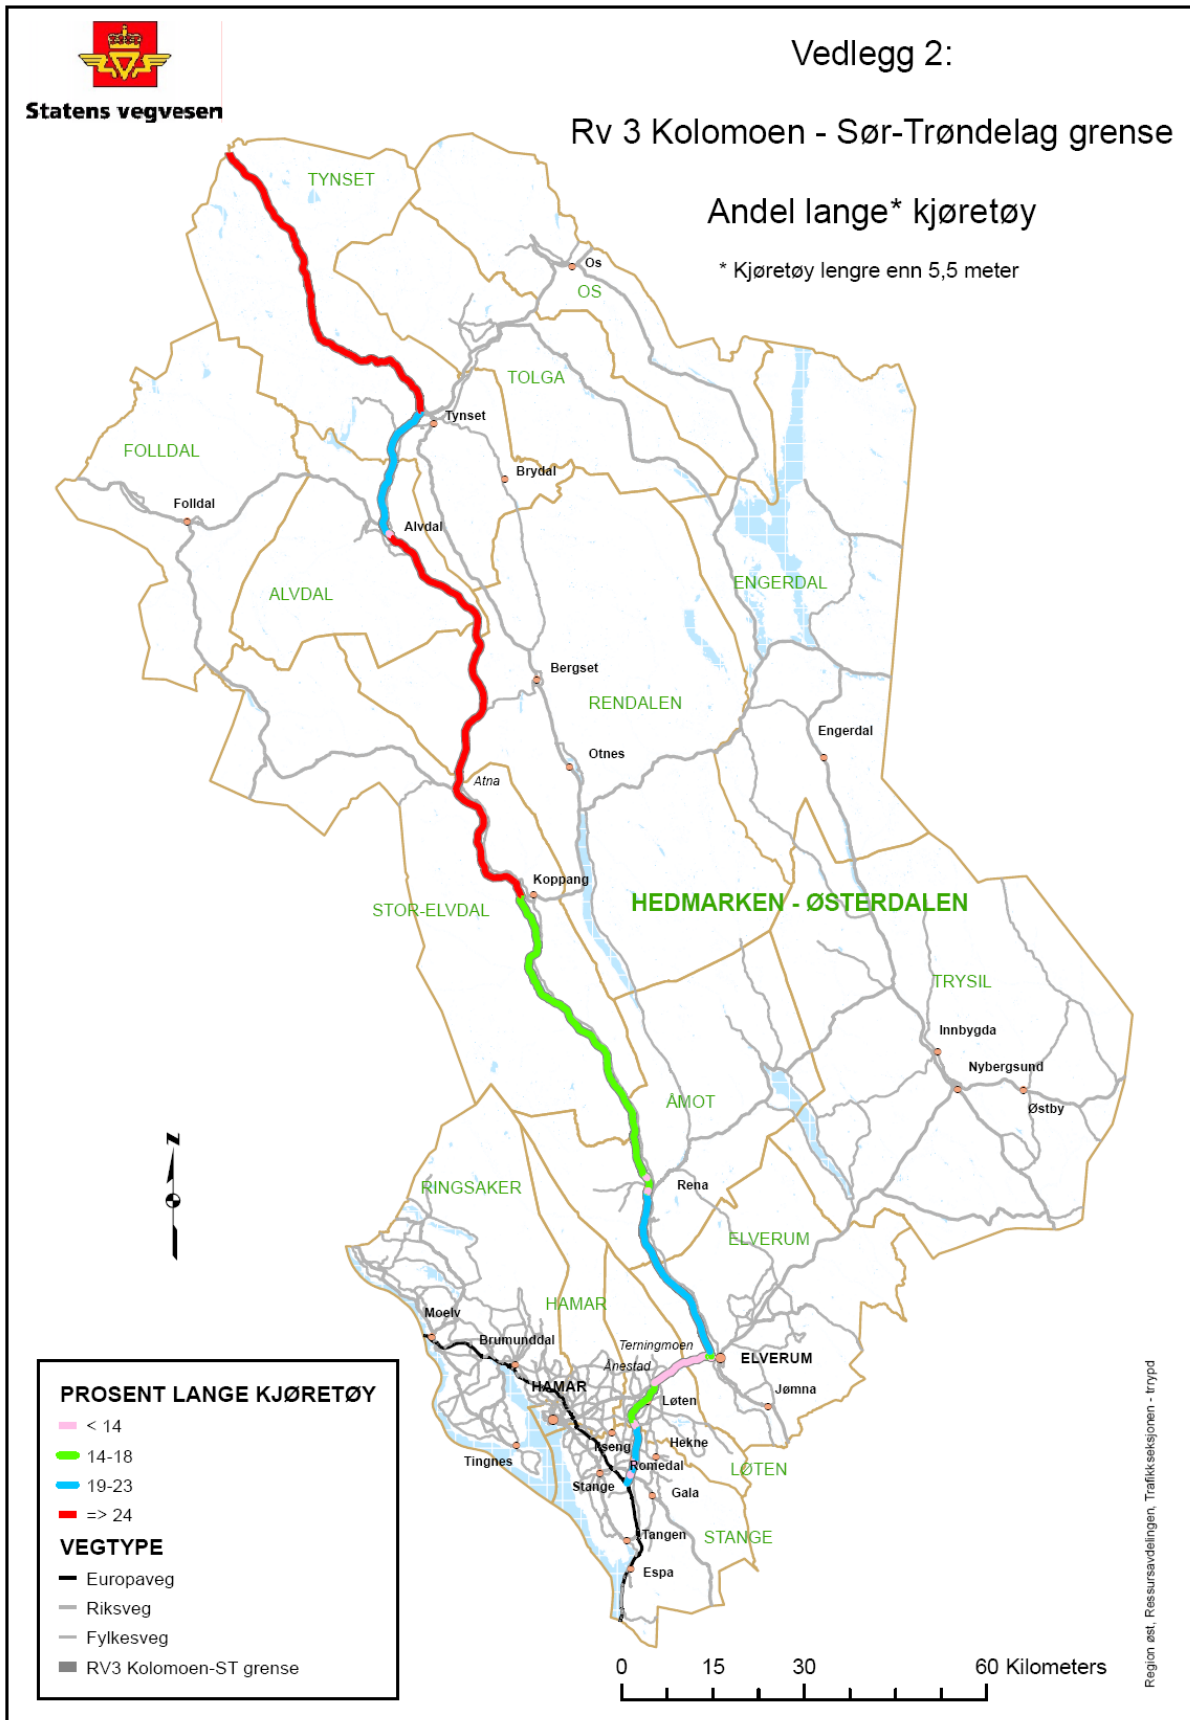 Statens vegvesen
Vedlegg 2:
Rv 3 Kolomoen - Sør-Trøndelag grense
Andel lange* kjøretøy
* Kjøretøy lengre enn 5,5 meter
TYNSET
Os
OS
TOLGA
Tynset
FOLLDAL
Brydal
Folldal
Alvdal
ENGERDAL
ALVDAL
Bergset
RENDALEN
Engerdal
Otnes
Atna
Koppang
HEDMARKEN - ØSTERDALEN
STOR-ELVDAL
TRYSIL
Innbygda
Nybergsund
Østby
ÅMOT
N
RINGSAKER
Rena
ELVERUM
HAMAR
Moelv
Brumunddal
Terningmoen
ELVERUM
Ånestad
HAMAR
Jømna
Løten
Ilseng
Hekne
Tingnes
Romedal
LØTEN
Stange
Gala
Tangen
STANGE
Espa
PROSENT LANGE KJØRETØY
< 14
14-18
19-23
=> 24
VEGTYPE
Europaveg
Riksveg
Fylkesveg
RV3 Kolomoen-ST grense
0 15 30 60 Kilometers
Region øst, Ressursavdelingen, Trafikkseksjonen - trypd